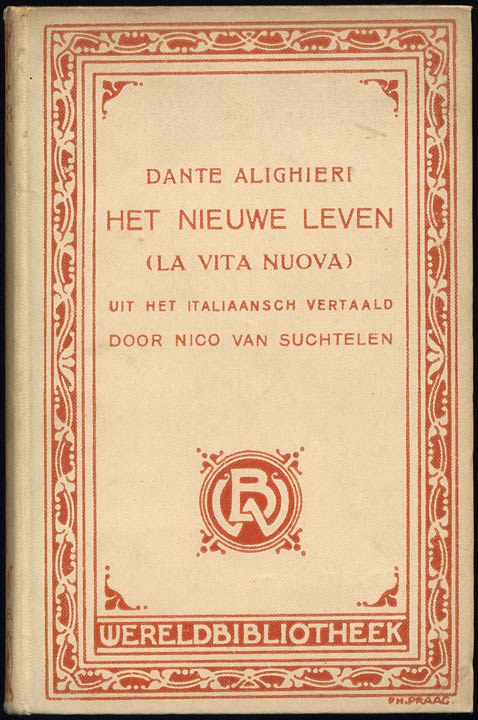 DANTE ALIGHIERI
HET NIEUWE LEVEN
(LA VITA NUOVA)
UIT HET ITALIAANSCH VERTAALD
DOOR NICO VAN SUCHTELEN
WB
WERELDBIBLIOTHEEK
PH. PRAAG.